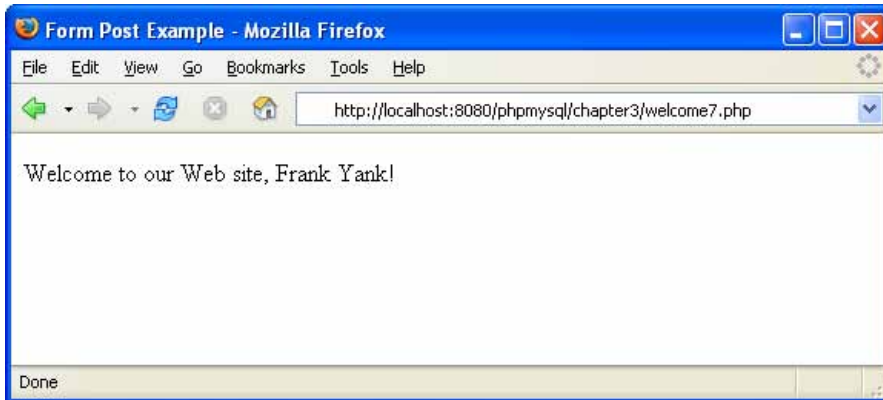 Form Post Example - Mozilla Firefox
File Edit View Go Bookmarks Tools Help
http://localhost:8080/phpmysql/chapter3/welcome7.php
Welcome to our Web site, Frank Yank!
Done